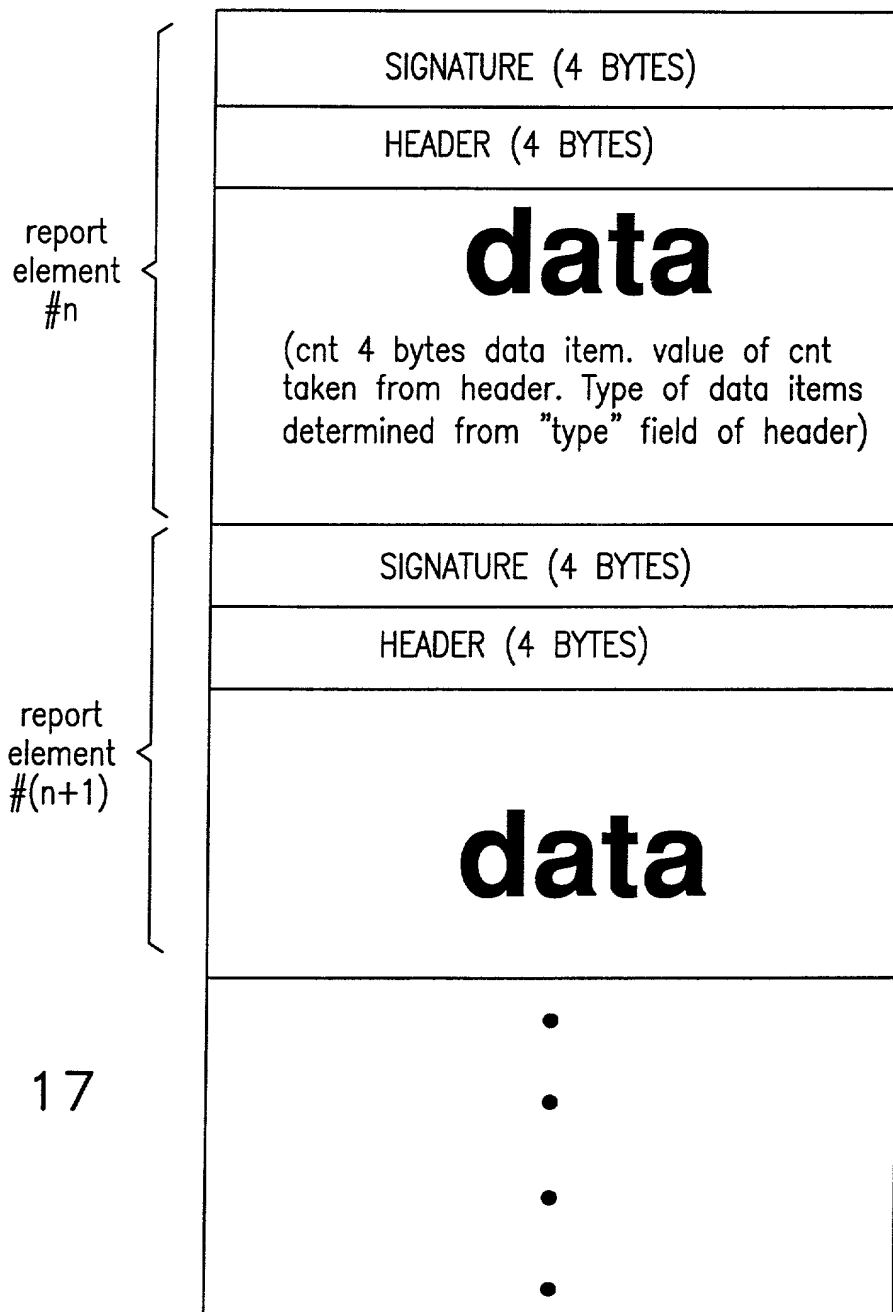 SIGNATURE (4 BYTES)
HEADER (4 BYTES)
report
element
#n
data
(cnt 4 bytes data item. value of cnt
taken from header. Type of data items
determined from "type" field of header)
SIGNATURE (4 BYTES)
HEADER (4 BYTES)
report
element
#(n+1)
data
17